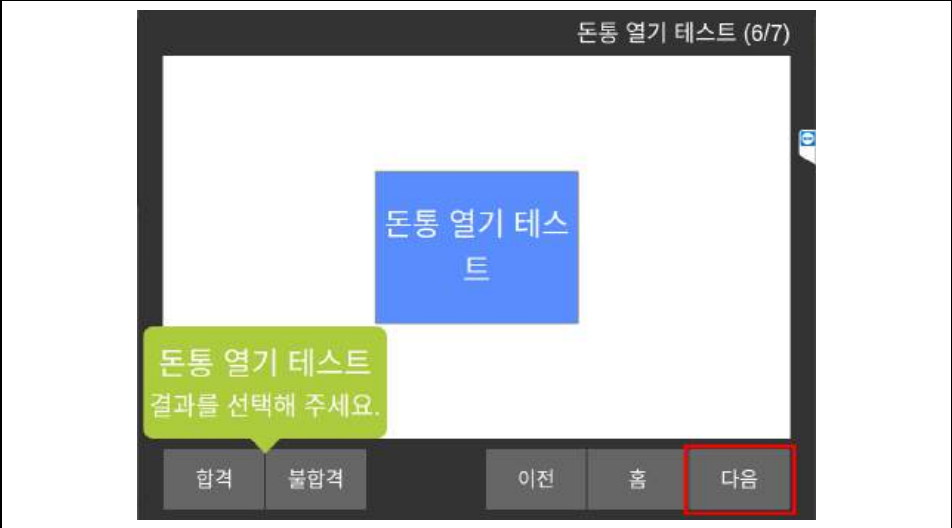 돈통 열기 테스트 (6/7)
돈통 열기 테스
트
돈통 열기 테스트
결과를 선택해 주세요.
합격 불합격 이전 홈 다음